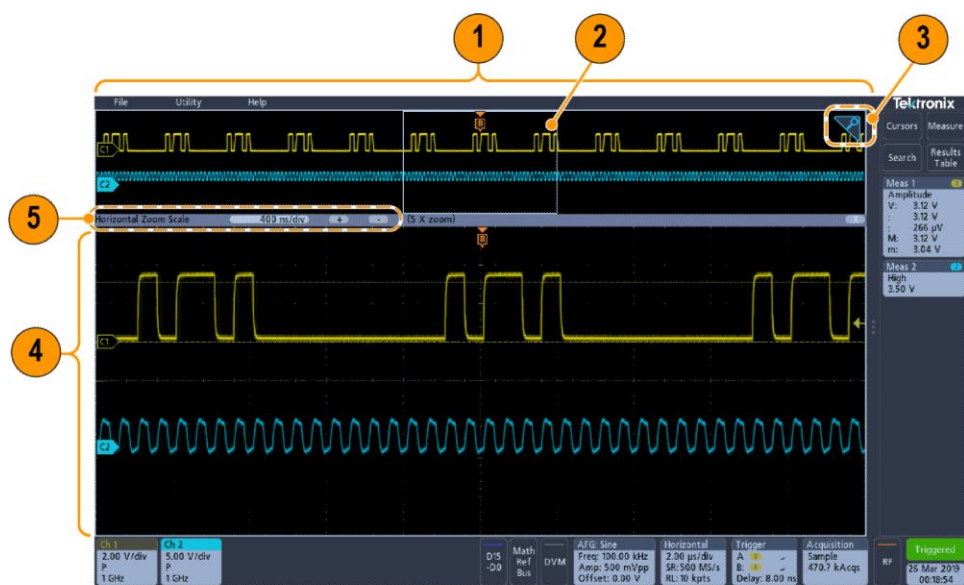 1
2
3
File Utility Help
Tektronix
B
Cursors Measure
C1
Search Results Table
C2
Meas 1 1
Amplitude
V: 3.12 V
: 3.12 V
: 266 µV
M: 3.12 V
m: 3.04 V
5
Horizontal Zoom Scale 400 ns/div + - (5 X zoom) X
B
Meas 2 2
High
3.50 V
4
C1
C2
Ch 1
2.00 V/div
P
1 GHz
Ch 2
5.00 V/div
P
1 GHz
D15
-D0
Math
Ref
Bus
DVM
AFG: Sine
Freq: 100.00 kHz
Amp: 500 mVpp
Offset: 0.00 V
Horizontal
2.00 µs/div
SR: 500 MS/s
RL: 10 kpts
Trigger
A: 1
B: 1
Delay: 8.00 ns
Acquisition
Sample
470.7 kAcqs
RF
Triggered
26 Mar 2019
00:18:54